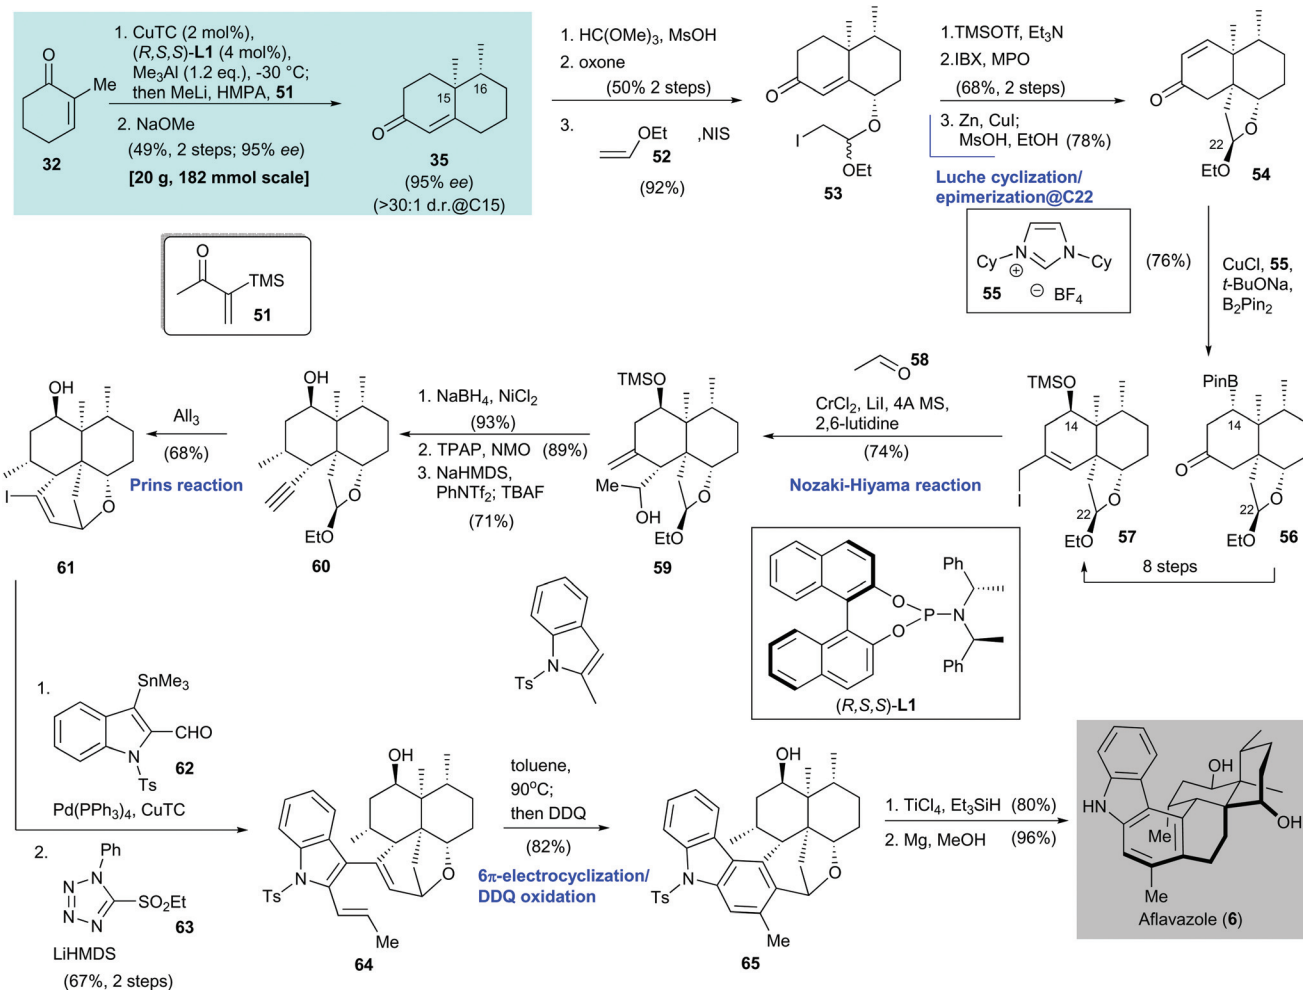 1. CuTC (2 mol%),
(R,S,S)-L1 (4 mol%),
Me3Al (1.2 eq.), -30 °C;
then MeLi, HMPA, 51
2. NaOMe
(49%, 2 steps; 95% ee)
[20 g, 182 mmol scale]
O
Me
32
15
16
O
35
(95% ee)
(>30:1 d.r.@C15)
1. HC(OMe)3, MsOH
2. oxone
(50% 2 steps)
3.
OEt
52
,NIS
(92%)
O
I
O
OEt
53
1.TMSOTf, Et3N
2.IBX, MPO
(68%, 2 steps)
3. Zn, CuI;
MsOH, EtOH (78%)
Luche cyclization/
epimerization@C22
O
O
22
EtO
54
O
TMS
51
Cy
N
N
Cy
⊕
55
⊖ BF4
(76%)
CuCl, 55,
t-BuONa,
B2Pin2
OH
I
O
61
AlI3
(68%)
Prins reaction
OH
O
EtO
60
1. NaBH4, NiCl2
(93%)
2. TPAP, NMO (89%)
3. NaHMDS,
PhNTf2; TBAF
(71%)
TMSO
Me
OH
O
EtO
59
O
58
CrCl2, LiI, 4A MS,
2,6-lutidine
(74%)
Nozaki-Hiyama reaction
TMSO
14
I
O
22
EtO
57
PinB
14
O
O
22
EtO
56
8 steps
Ph
O
P
N
O
Ph
(R,S,S)-L1
N
Ts
1.
SnMe3
CHO
N
Ts
62
Pd(PPh3)4, CuTC
2.
Ph
N
N
N
N
SO2Et
63
LiHMDS
(67%, 2 steps)
OH
Ts
N
O
Me
64
toluene,
90oC;
then DDQ
(82%)
6π-electrocyclization/
DDQ oxidation
OH
Ts
N
O
Me
65
1. TiCl4, Et3SiH (80%)
2. Mg, MeOH (96%)
OH
HN
OH
Me
Me
Aflavazole (6)